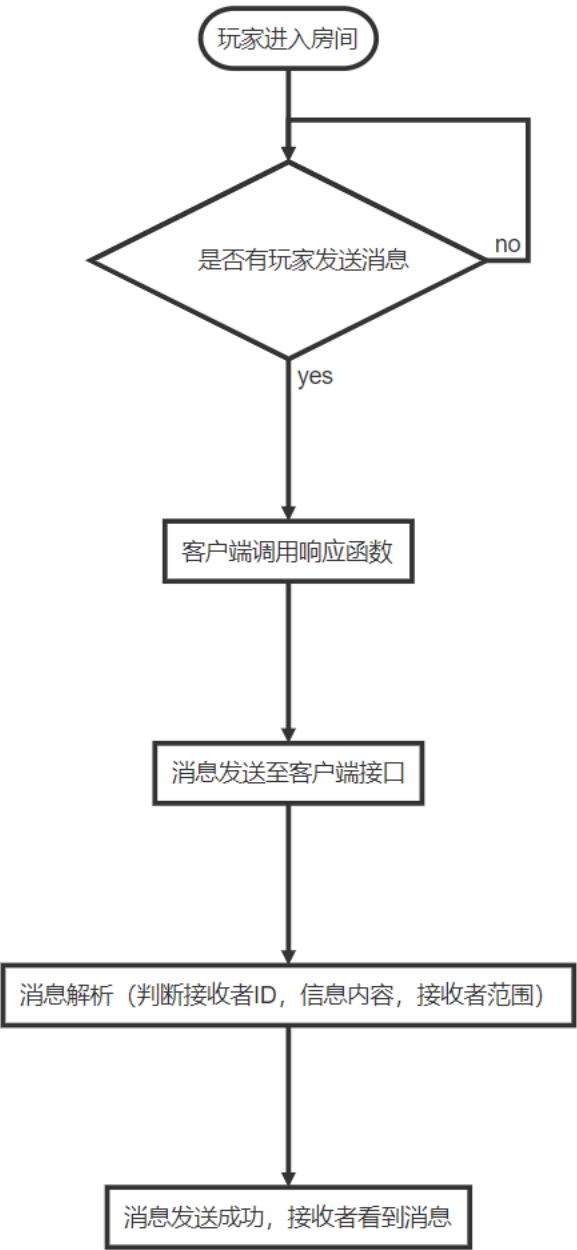 玩家进入房间
是否有玩家发送消息
no
yes
客户端调用响应函数
消息发送至客户端接口
消息解析（判断接收者ID，信息内容，接收者范围）
消息发送成功，接收者看到消息